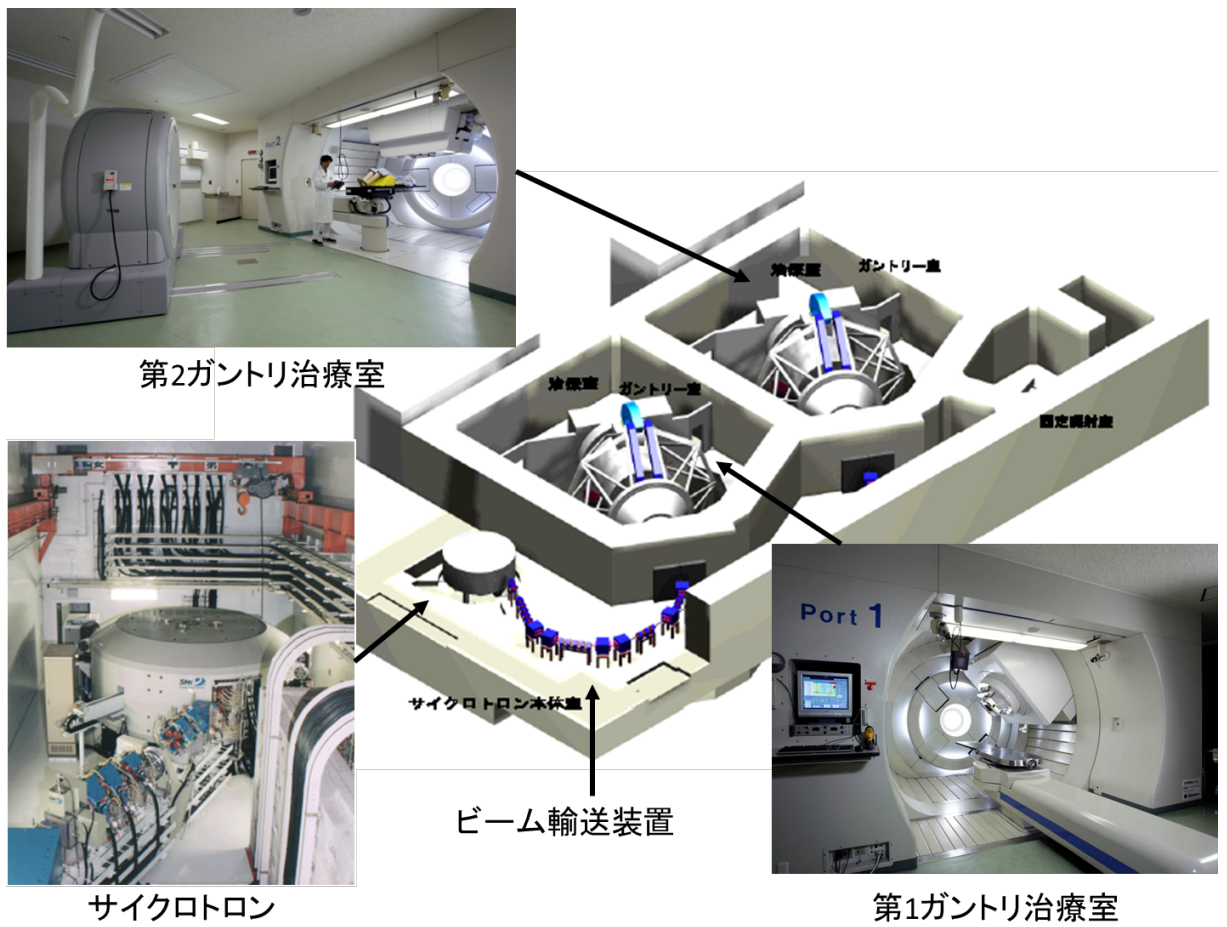 Port 2
治療室
ガントリー室
第2ガントリ治療室
治療室
ガントリー室
固定照射室
Port 1
サイクロトロン本体室
ビーム輸送装置
サイクロトロン
第1ガントリ治療室